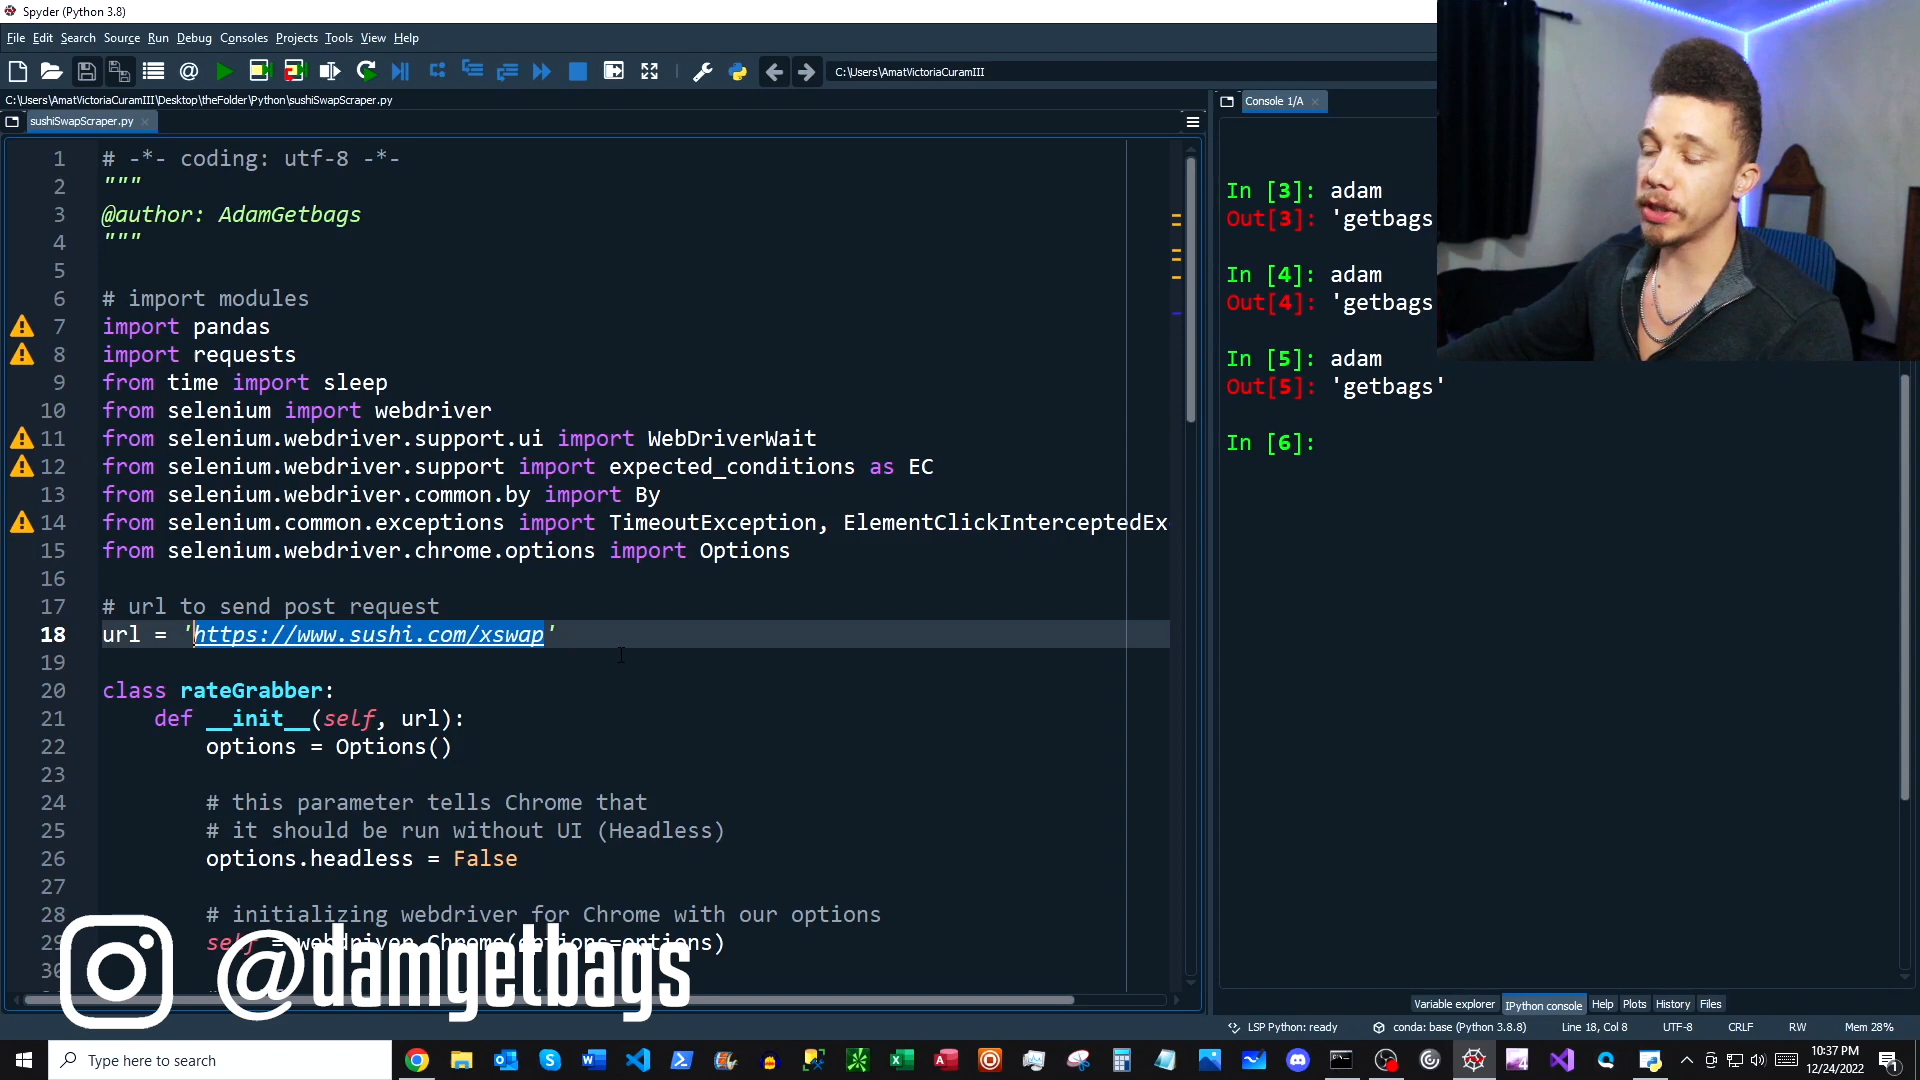 Spyder (Python 3.8)
File Edit Search Source Run Debug Consoles Projects Tools View Help
C:\Users\AmatVictoriaCuramIII
C:\Users\AmatVictoriaCuramIII\Desktop\theFolder\Python\sushiSwapScraper.py
sushiSwapScraper.py
1 # -*- coding: utf-8 -*-
2 """
3 @author: AdamGetbags
4 """
5
6 # import modules
7 import pandas
8 import requests
9 from time import sleep
10 from selenium import webdriver
11 from selenium.webdriver.support.ui import WebDriverWait
12 from selenium.webdriver.support import expected_conditions as EC
13 from selenium.webdriver.common.by import By
14 from selenium.common.exceptions import TimeoutException, ElementClickInterceptedEx
15 from selenium.webdriver.chrome.options import Options
16
17 # url to send post request
18 url = 'https://www.sushi.com/xswap'
19
20 class rateGrabber:
21 def __init__(self, url):
22 options = Options()
23
24 # this parameter tells Chrome that
25 # it should be run without UI (Headless)
26 options.headless = False
27
28 # initializing webdriver for Chrome with our options
29 self = webdriver.Chrome(options=options)
30
@damgetbags
Console 1/A
In [3]: adam
Out[3]: 'getbags
In [4]: adam
Out[4]: 'getbags
In [5]: adam
Out[5]: 'getbags'
In [6]:
Variable explorer IPython console Help Plots History Files
LSP Python: ready conda: base (Python 3.8.8) Line 18, Col 8 UTF-8 CRLF RW Mem 28%
Type here to search
10:37 PM
12/24/2022